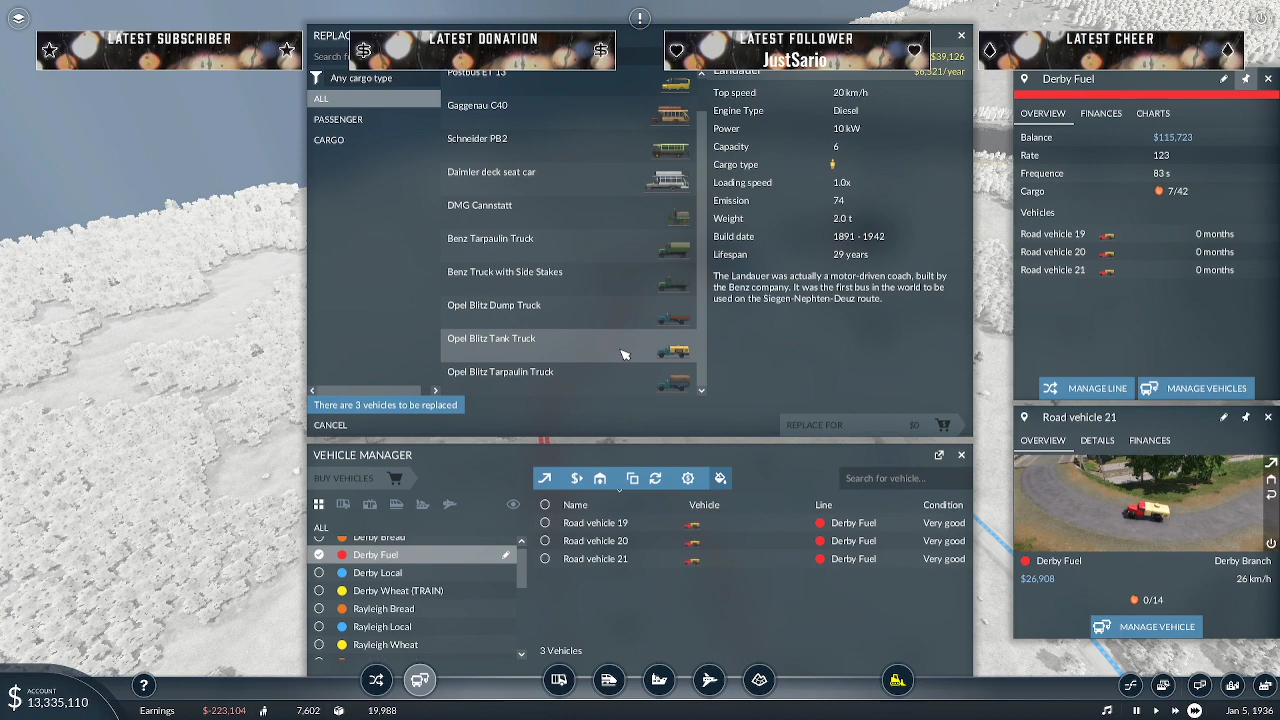 LATEST SUBSCRIBER
LATEST DONATION
LATEST FOLLOWER
JustSario
LATEST CHEER
REPLAC
Search f
$39,126
$6,521/year
Any cargo type
ALL
PASSENGER
CARGO
Postbus ET 13
Gaggenau C40
Schneider PB2
Daimler deck seat car
DMG Cannstatt
Benz Tarpaulin Truck
Benz Truck with Side Stakes
Opel Blitz Dump Truck
Opel Blitz Tank Truck
Opel Blitz Tarpaulin Truck
Landauer
Top speed 20 km/h
Engine Type Diesel
Power 10 kW
Capacity 6
Cargo type
Loading speed 1.0x
Emission 74
Weight 2.0 t
Build date 1891 - 1942
Lifespan 29 years
The Landauer was actually a motor-driven coach, built by
the Benz company. It was the first bus in the world to be
used on the Siegen-Nephten-Deuz route.
There are 3 vehicles to be replaced
CANCEL
REPLACE FOR $0
Derby Fuel
OVERVIEW FINANCES CHARTS
Balance $115,723
Rate 123
Frequence 83 s
Cargo 7/42
Vehicles
Road vehicle 19 0 months
Road vehicle 20 0 months
Road vehicle 21 0 months
MANAGE LINE MANAGE VEHICLES
Road vehicle 21
OVERVIEW DETAILS FINANCES
Derby Fuel Derby Branch
$26,908 26 km/h
0/14
MANAGE VEHICLE
VEHICLE MANAGER
BUY VEHICLES
Search for vehicle...
ALL
Derby Bread
Derby Fuel
Derby Local
Derby Wheat (TRAIN)
Rayleigh Bread
Rayleigh Local
Rayleigh Wheat
Name Vehicle Line Condition
Road vehicle 19 Derby Fuel Very good
Road vehicle 20 Derby Fuel Very good
Road vehicle 21 Derby Fuel Very good
3 Vehicles
$ ACCOUNT
13,335,110
?
Earnings $-223,104 7,602 19,988
Jan 5, 1936